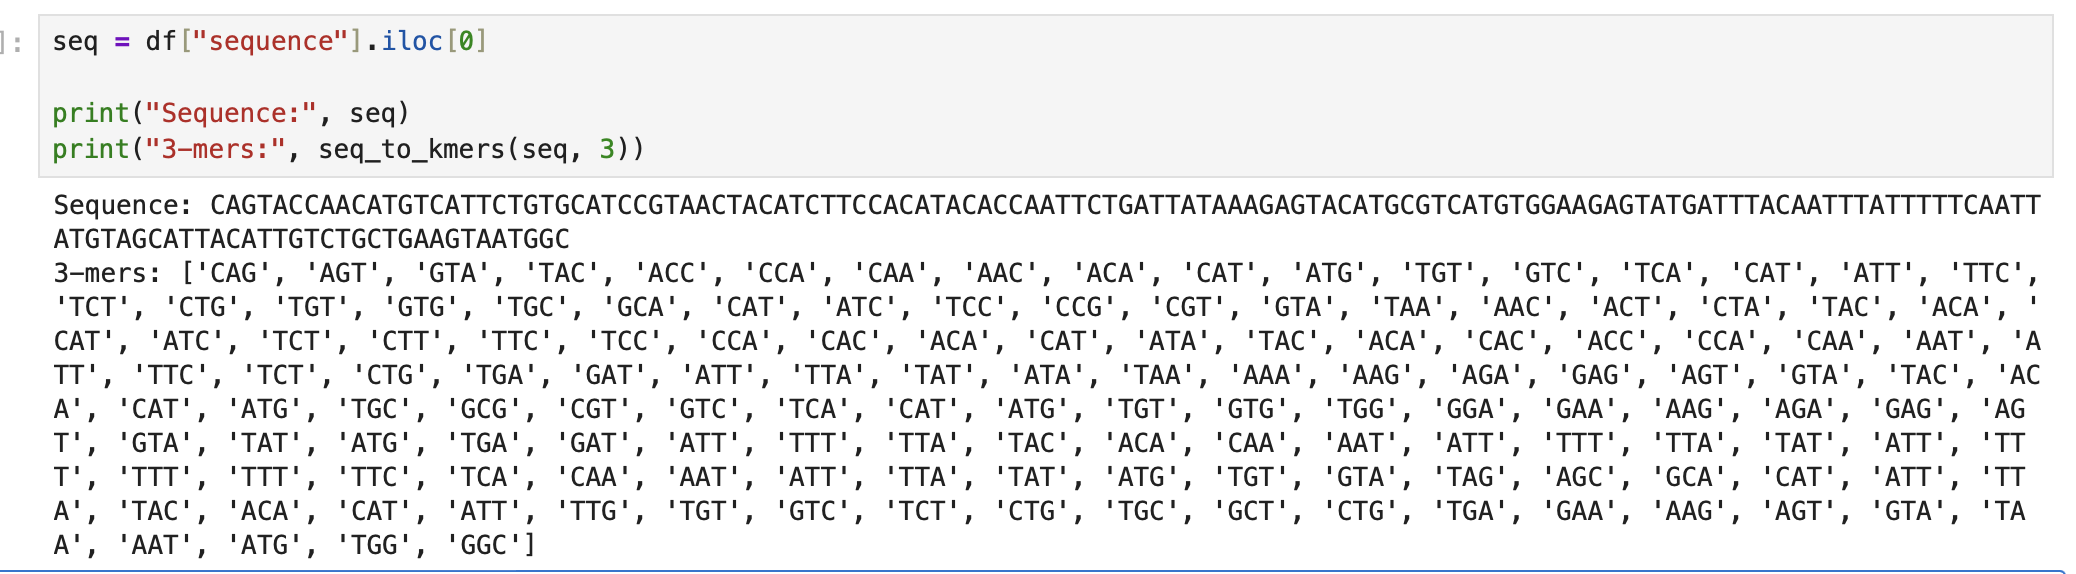 ]:
seq = df["sequence"].iloc[0]
print("Sequence:", seq)
print("3-mers:", seq_to_kmers(seq, 3))
Sequence: CAGTACCAACATGTCATTCTGTGCATCCGTAACTACATCTTCCACATACACCAATTCTGATTATAAAGAGTACATGCGTCATGTGGAAGAGTATGATTTACAATTTATTTTTCAATT
ATGTAGCATTACATTGTCTGCTGAAGTAATGGC
3-mers: ['CAG', 'AGT', 'GTA', 'TAC', 'ACC', 'CCA', 'CAA', 'AAC', 'ACA', 'CAT', 'ATG', 'TGT', 'GTC', 'TCA', 'CAT', 'ATT', 'TTC',
'TCT', 'CTG', 'TGT', 'GTG', 'TGC', 'GCA', 'CAT', 'ATC', 'TCC', 'CCG', 'CGT', 'GTA', 'TAA', 'AAC', 'ACT', 'CTA', 'TAC', 'ACA', '
CAT', 'ATC', 'TCT', 'CTT', 'TTC', 'TCC', 'CCA', 'CAC', 'ACA', 'CAT', 'ATA', 'TAC', 'ACA', 'CAC', 'ACC', 'CCA', 'CAA', 'AAT', 'A
TT', 'TTC', 'TCT', 'CTG', 'TGA', 'GAT', 'ATT', 'TTA', 'TAT', 'ATA', 'TAA', 'AAA', 'AAG', 'AGA', 'GAG', 'AGT', 'GTA', 'TAC', 'AC
A', 'CAT', 'ATG', 'TGC', 'GCG', 'CGT', 'GTC', 'TCA', 'CAT', 'ATG', 'TGT', 'GTG', 'TGG', 'GGA', 'GAA', 'AAG', 'AGA', 'GAG', 'AG
T', 'GTA', 'TAT', 'ATG', 'TGA', 'GAT', 'ATT', 'TTT', 'TTA', 'TAC', 'ACA', 'CAA', 'AAT', 'ATT', 'TTT', 'TTA', 'TAT', 'ATT', 'TT
T', 'TTT', 'TTT', 'TTC', 'TCA', 'CAA', 'AAT', 'ATT', 'TTA', 'TAT', 'ATG', 'TGT', 'GTA', 'TAG', 'AGC', 'GCA', 'CAT', 'ATT', 'TT
A', 'TAC', 'ACA', 'CAT', 'ATT', 'TTG', 'TGT', 'GTC', 'TCT', 'CTG', 'TGC', 'GCT', 'CTG', 'TGA', 'GAA', 'AAG', 'AGT', 'GTA', 'TA
A', 'AAT', 'ATG', 'TGG', 'GGC']